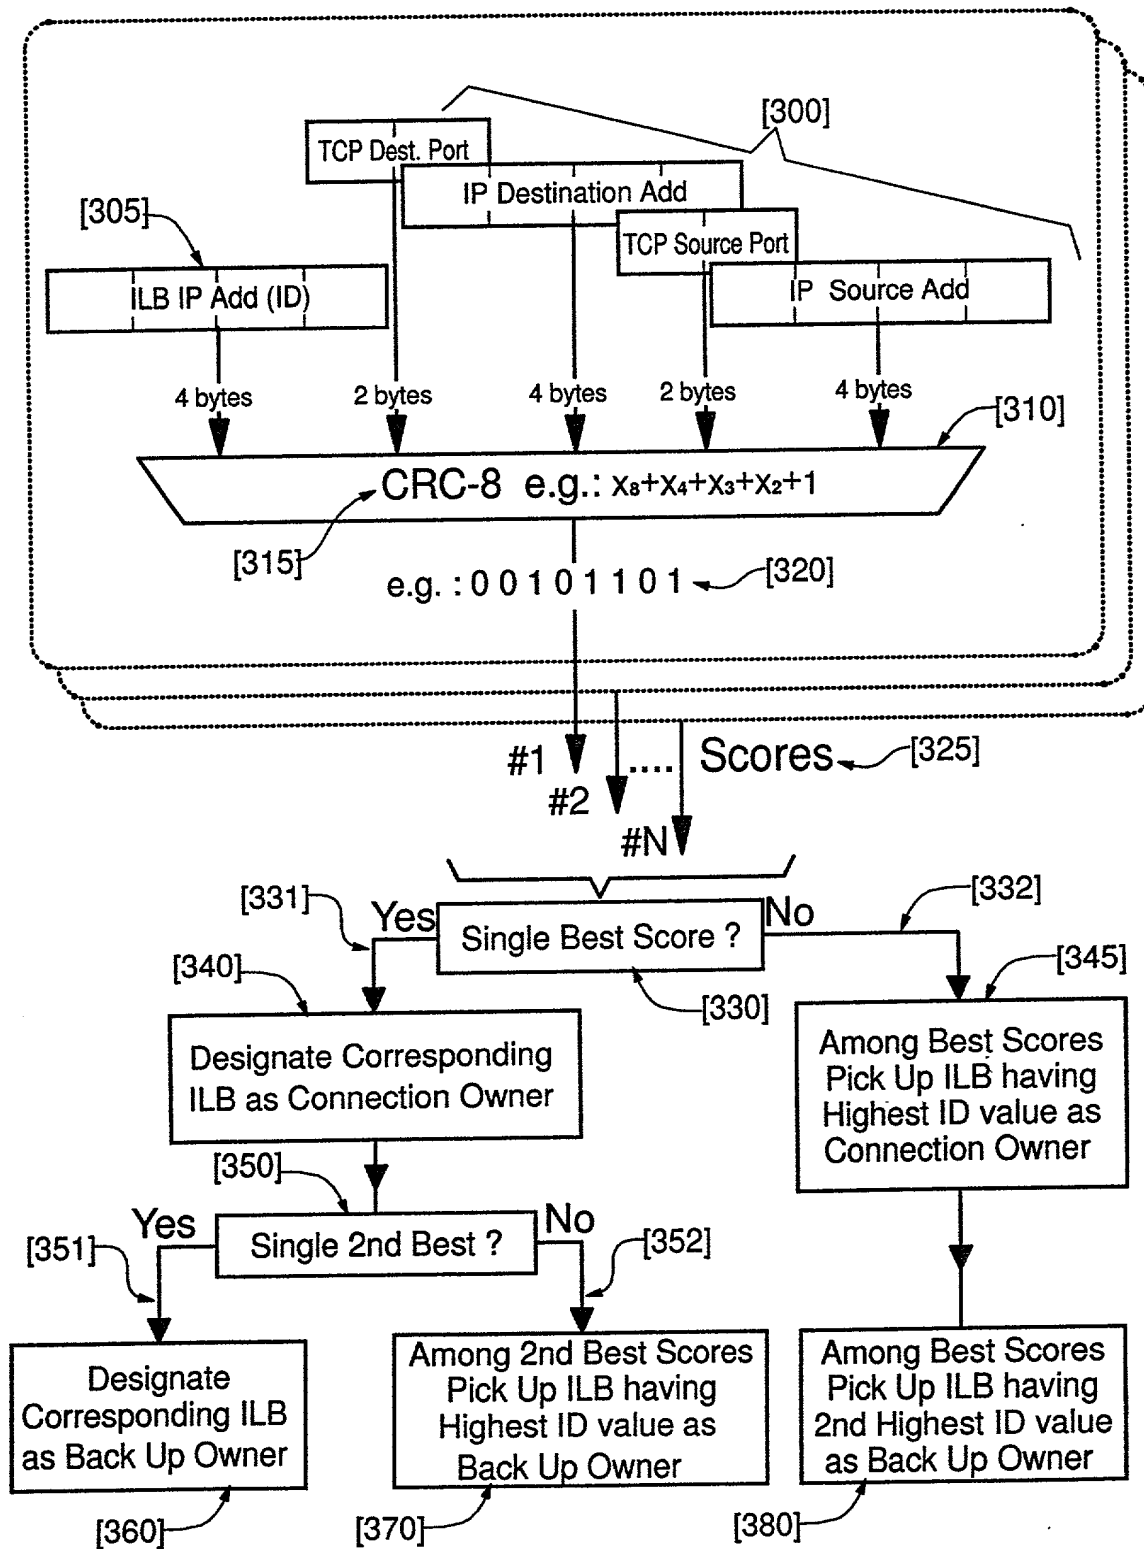 [300]
TCP Dest. Port
IP Destination Add
[305]
TCP Source Port
ILB IP Add (ID)
IP Source Add
4 bytes
2 bytes
4 bytes
2 bytes
4 bytes
[310]
CRC-8 e.g.: X8+X4+X3+X2+1
[315]
e.g. : 0 0 1 0 1 1 0 1
[320]
#1
#2
....
#N
Scores
[325]
[331]
Yes
Single Best Score ?
No
[332]
[330]
[340]
[345]
Designate Corresponding
ILB as Connection Owner
Among Best Scores
Pick Up ILB having
Highest ID value as
Connection Owner
[350]
Yes
Single 2nd Best ?
No
[351]
[352]
Designate
Corresponding ILB
as Back Up Owner
Among 2nd Best Scores
Pick Up ILB having
Highest ID value as
Back Up Owner
Among Best Scores
Pick Up ILB having
2nd Highest ID value
as Back Up Owner
[360]
[370]
[380]